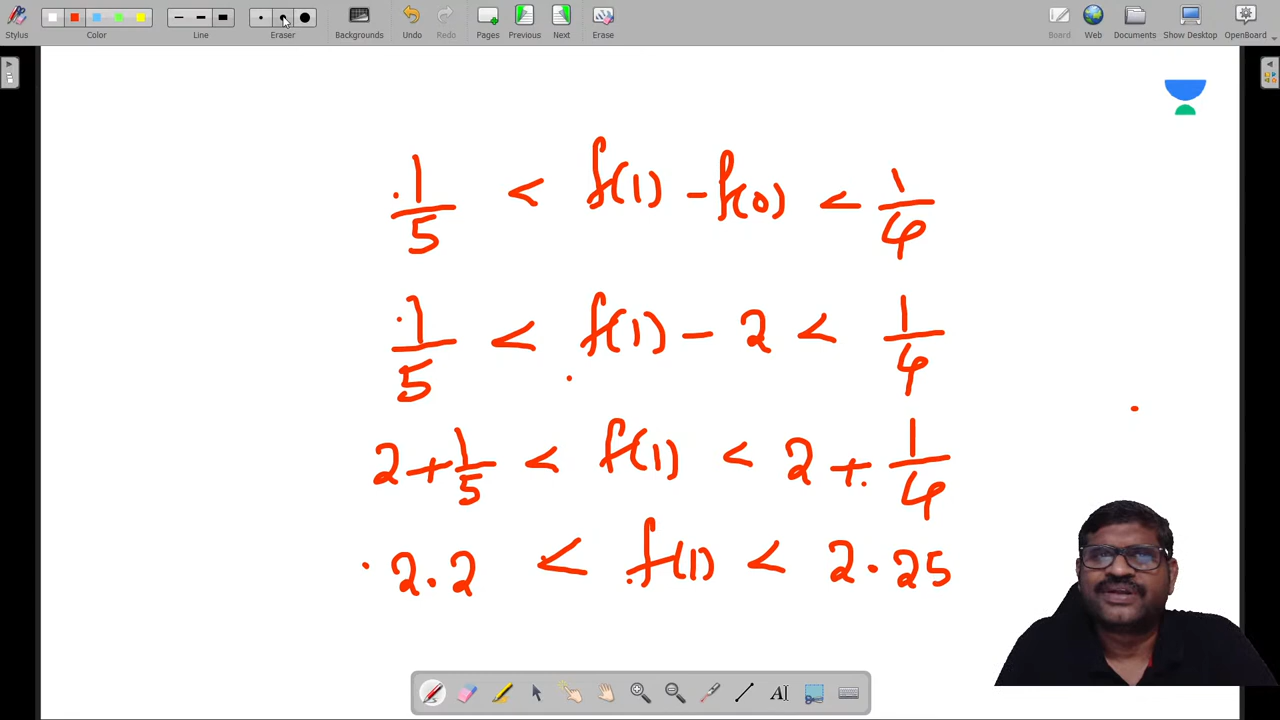 Stylus Color Line Eraser Backgrounds Undo Redo Pages Previous Next Erase Board Web Documents Show Desktop OpenBoard
1/5 < f(1) - f(0) < 1/4
1/5 < f(1) - 2 < 1/4
2 + 1/5 < f(1) < 2 + 1/4
2.2 < f(1) < 2.25